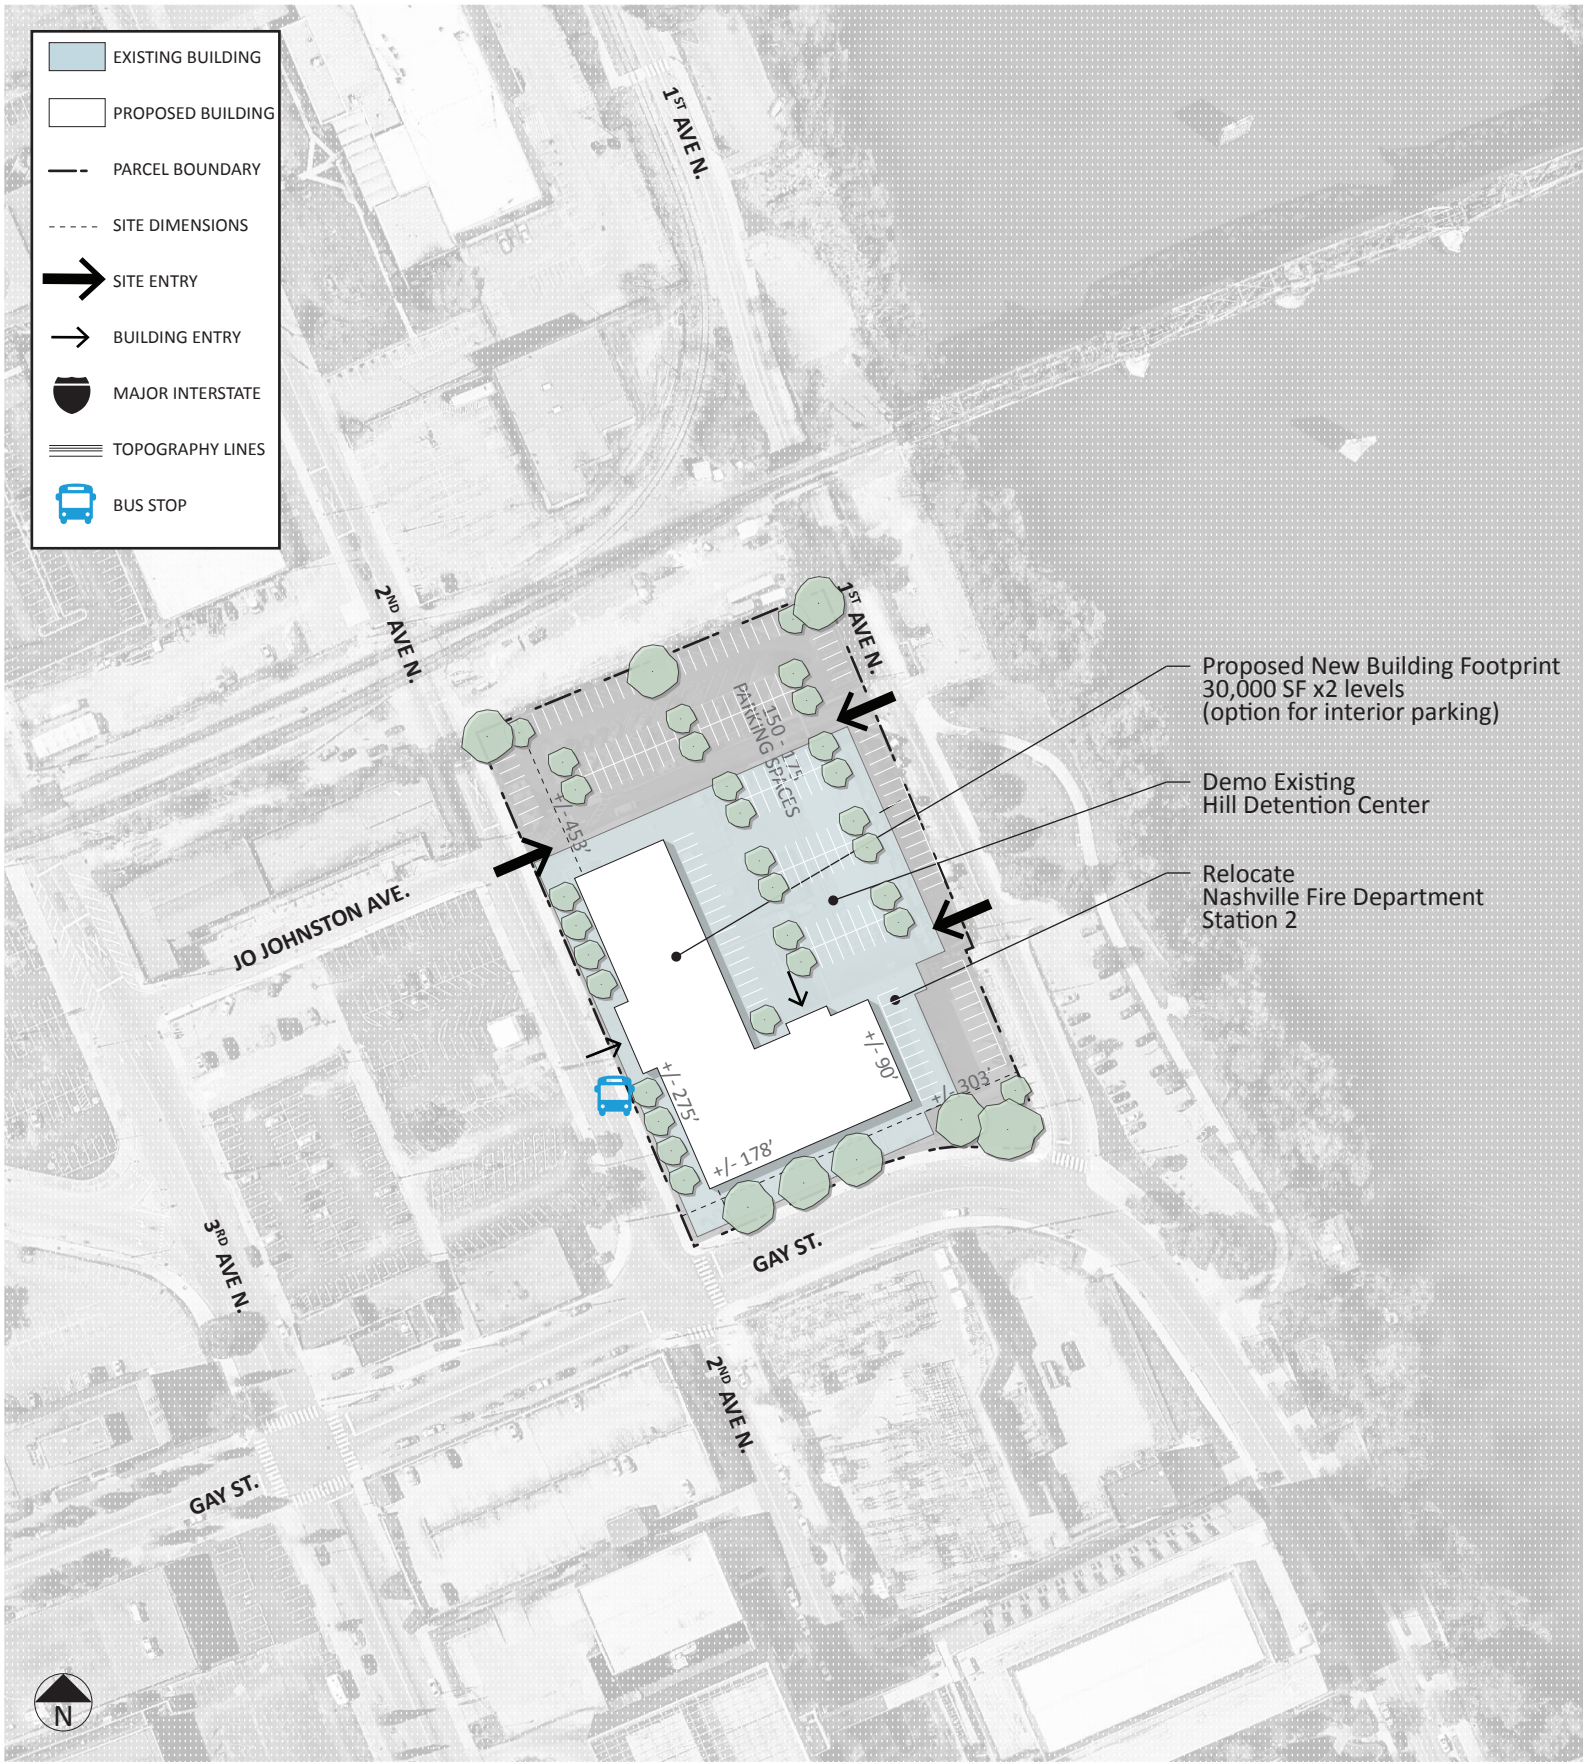 EXISTING BUILDING
PROPOSED BUILDING
PARCEL BOUNDARY
SITE DIMENSIONS
SITE ENTRY
BUILDING ENTRY
MAJOR INTERSTATE
TOPOGRAPHY LINES
BUS STOP
1ST AVE N.
2ND AVE N.
1ST AVE N.
150 - 175
PARKING SPACES
+/- 453'
JO JOHNSTON AVE.
Proposed New Building Footprint
30,000 SF x2 levels
(option for interior parking)
Demo Existing
Hill Detention Center
Relocate
Nashville Fire Department
Station 2
+/- 90'
+/- 275'
+/- 303'
+/- 178'
GAY ST.
3RD AVE N.
2ND AVE N.
GAY ST.
N